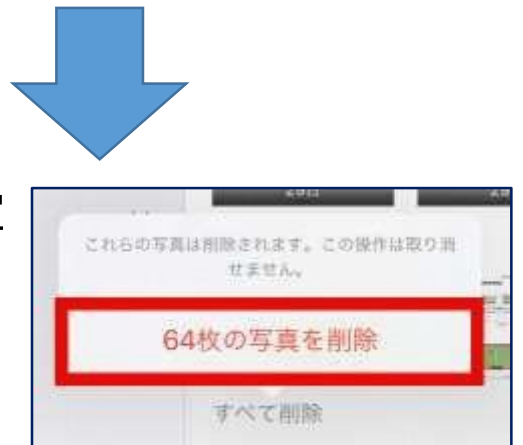 これらの写真は削除されます。この操作は取り消
せません。
64枚の写真を削除
すべて削除